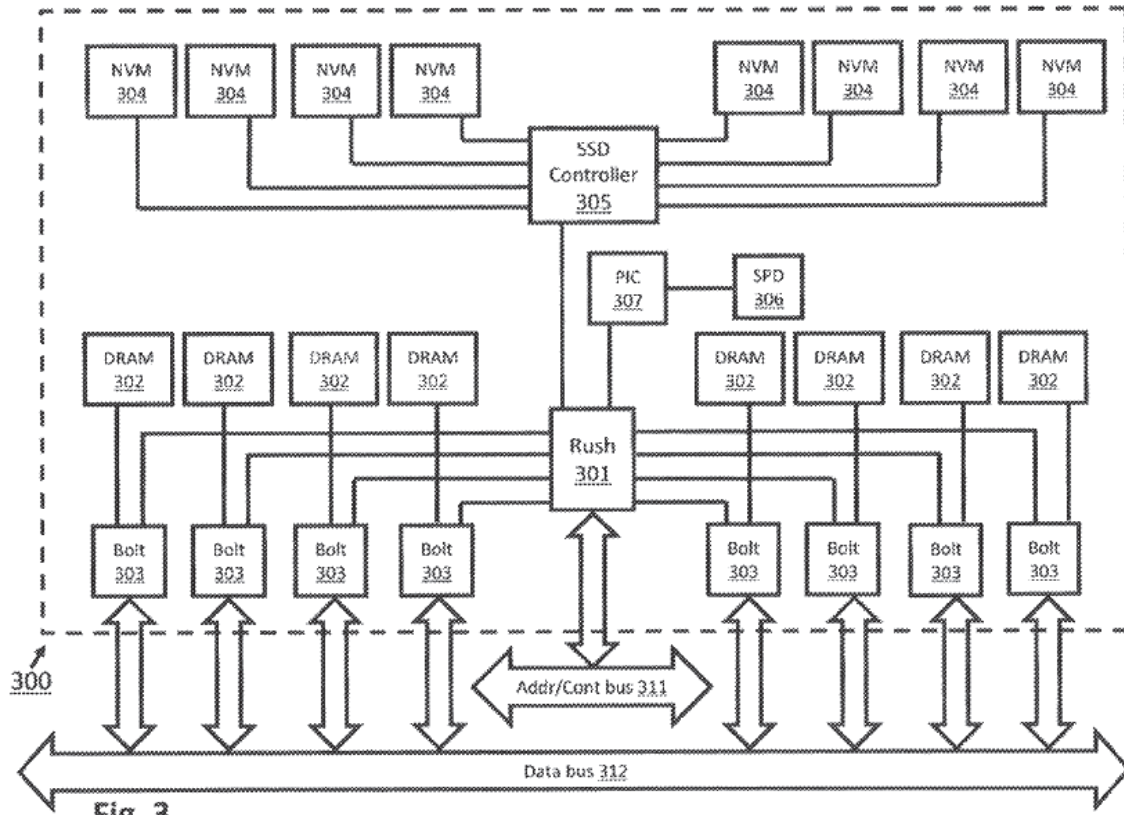 NVM NVM NVM NVM NVM NVM NVM NVM
304 304 304 304 304 304 304 304
SSD
Controller
305
PIC SPD
307 306
DRAM DRAM DRAM DRAM DRAM DRAM DRAM DRAM
302 302 302 302 302 302 302 302
Rush
301
Bolt Bolt Bolt Bolt Bolt Bolt Bolt Bolt
303 303 303 303 303 303 303 303
300
Addr/Cont bus 311
Data bus 312
Fig. 3